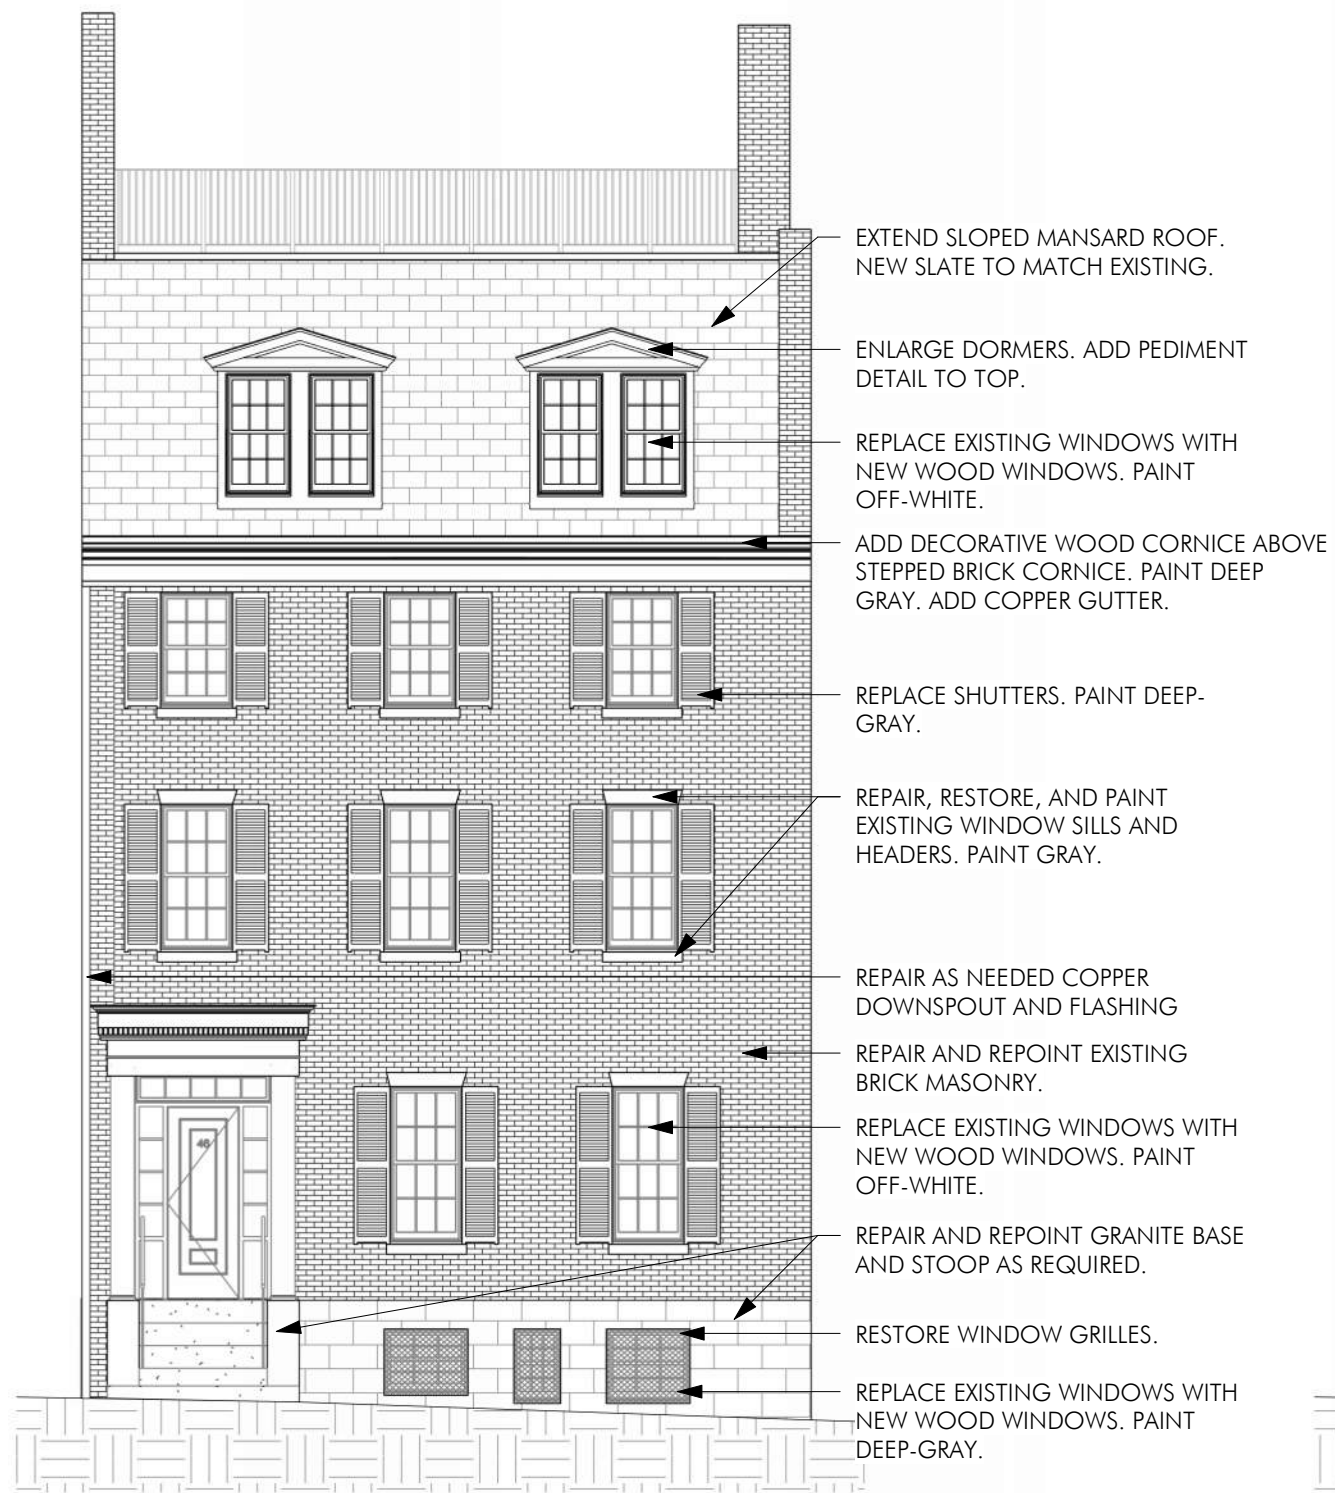 EXTEND SLOPED MANSARD ROOF.
NEW SLATE TO MATCH EXISTING.
ENLARGE DORMERS. ADD PEDIMENT
DETAIL TO TOP.
REPLACE EXISTING WINDOWS WITH
NEW WOOD WINDOWS. PAINT
OFF-WHITE.
ADD DECORATIVE WOOD CORNICE ABOVE
STEPPED BRICK CORNICE. PAINT DEEP
GRAY. ADD COPPER GUTTER.
REPLACE SHUTTERS. PAINT DEEP-
GRAY.
REPAIR, RESTORE, AND PAINT
EXISTING WINDOW SILLS AND
HEADERS. PAINT GRAY.
REPAIR AS NEEDED COPPER
DOWNSPOUT AND FLASHING
REPAIR AND REPOINT EXISTING
BRICK MASONRY.
REPLACE EXISTING WINDOWS WITH
NEW WOOD WINDOWS. PAINT
OFF-WHITE.
46
REPAIR AND REPOINT GRANITE BASE
AND STOOP AS REQUIRED.
RESTORE WINDOW GRILLES.
REPLACE EXISTING WINDOWS WITH
NEW WOOD WINDOWS. PAINT
DEEP-GRAY.